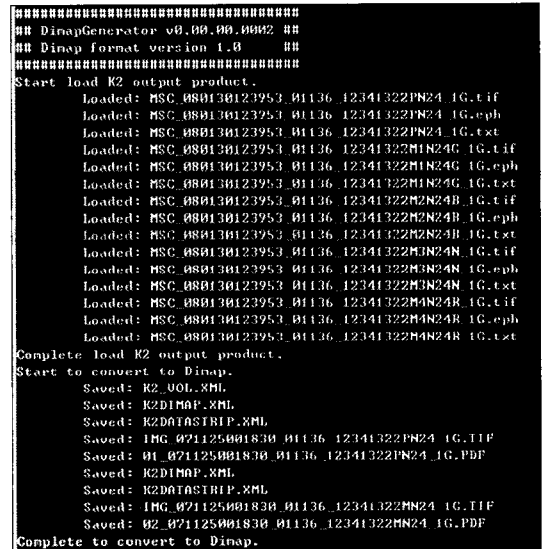 ##################################
## DimapGenerator v0.00.00.0002 ##
## Dimap format version 1.0 ##
##################################
Start load K2 output product.
Loaded: MSC_080130123953_01136_12341322PN24_1G.tif
Loaded: MSC_080130123953_01136_12341322PN24_1G.eph
Loaded: MSC_080130123953_01136_12341322PN24_1G.txt
Loaded: MSC_080130123953_01136_12341322M1N24G_1G.tif
Loaded: MSC_080130123953_01136_12341322M1N24G_1G.eph
Loaded: MSC_080130123953_01136_12341322M1N24G_1G.txt
Loaded: MSC_080130123953_01136_12341322M2N24B_1G.tif
Loaded: MSC_080130123953_01136_12341322M2N24B_1G.eph
Loaded: MSC_080130123953_01136_12341322M2N24B_1G.txt
Loaded: MSC_080130123953_01136_12341322M3N24N_1G.tif
Loaded: MSC_080130123953_01136_12341322M3N24N_1G.eph
Loaded: MSC_080130123953_01136_12341322M3N24N_1G.txt
Loaded: MSC_080130123953_01136_12341322M4N24R_1G.tif
Loaded: MSC_080130123953_01136_12341322M4N24R_1G.eph
Loaded: MSC_080130123953_01136_12341322M4N24R_1G.txt
Complete load K2 output product.
Start to convert to Dimap.
Saved: K2_VOL.XML
Saved: K2DIMAP.XML
Saved: K2DATASTRIP.XML
Saved: IMG_071125001830_01136_12341322PN24_1G.TIF
Saved: 01_071125001830_01136_12341322PN24_1G.PDF
Saved: K2DIMAP.XML
Saved: K2DATASTRIP.XML
Saved: IMG_071125001830_01136_12341322MN24_1G.TIF
Saved: 02_071125001830_01136_12341322MN24_1G.PDF
Complete to convert to Dimap.